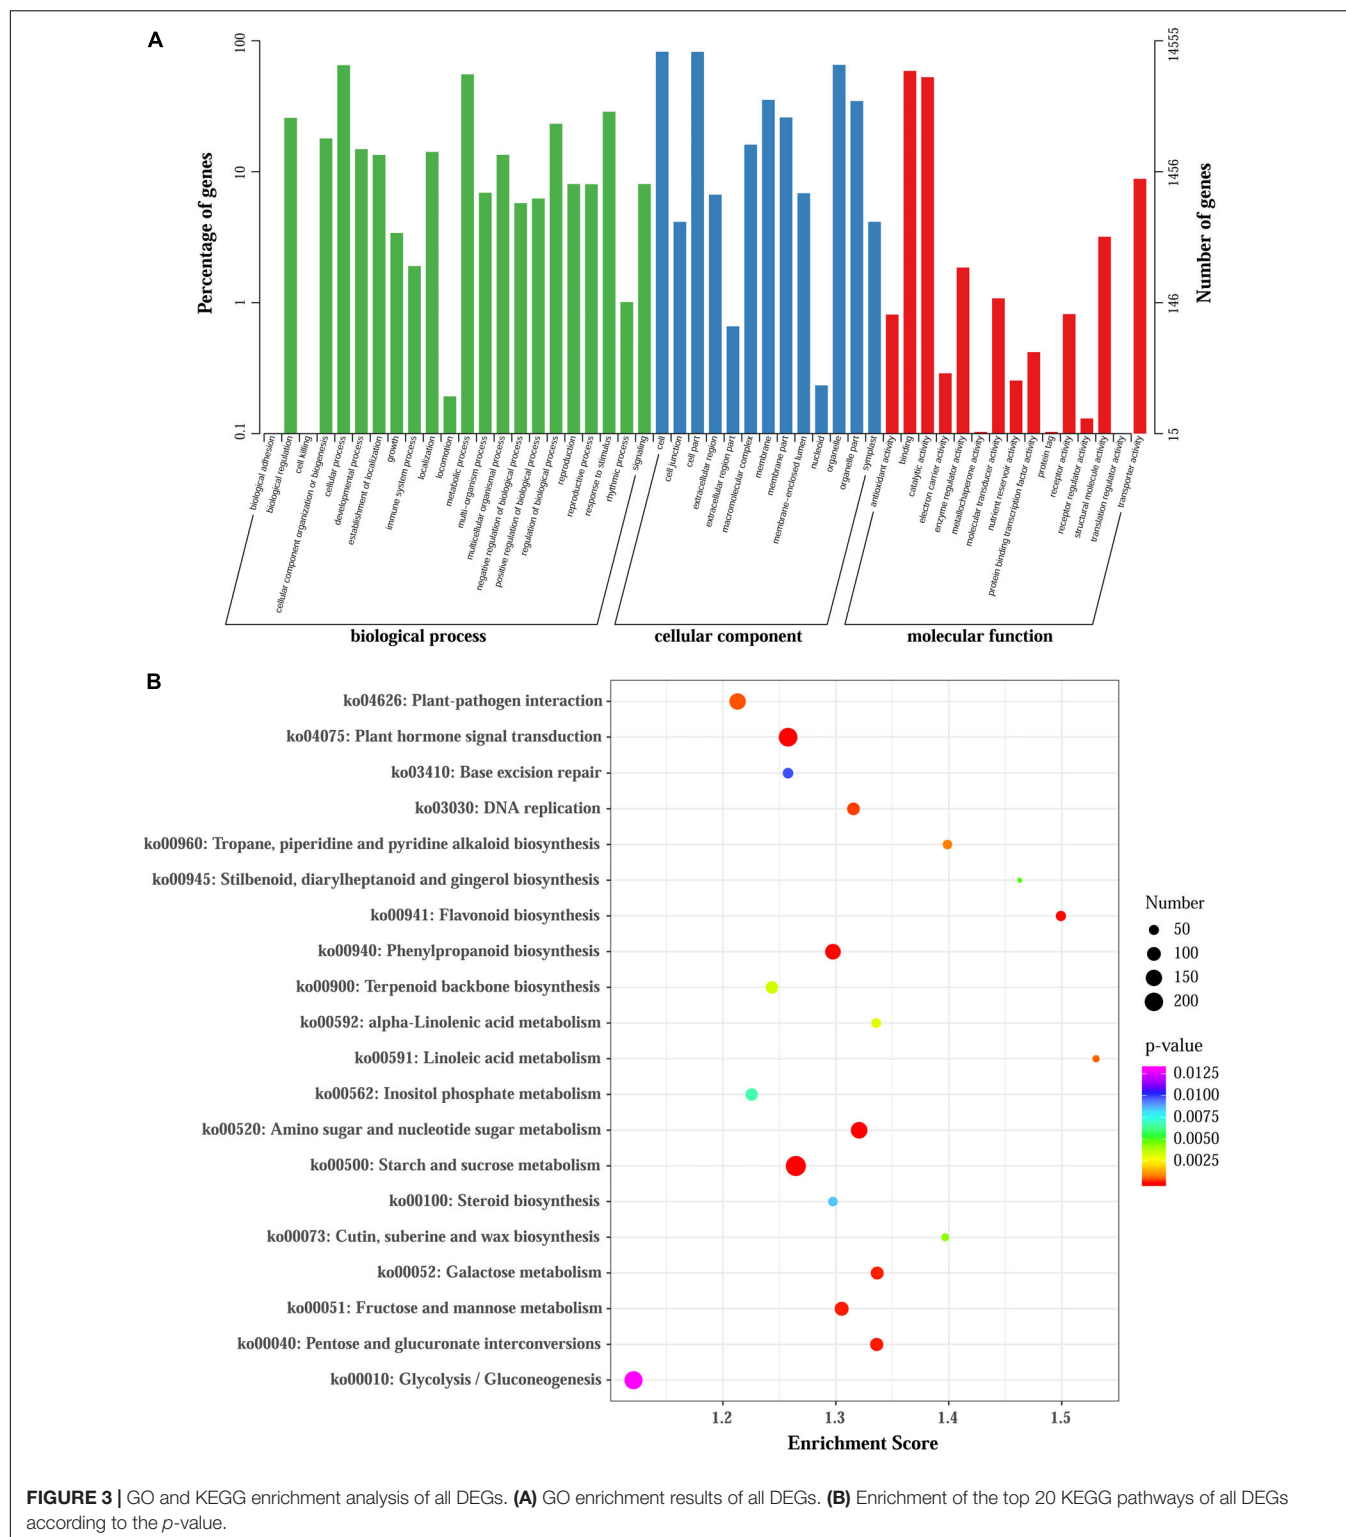 A
Percentage of genes
100
10
1
0.1
Number of genes
14555
1456
146
15
biological adhesion
biological regulation
cell killing
cellular component organization or biogenesis
cellular process
developmental process
establishment of localization
growth
immune system process
localization
locomotion
metabolic process
multi-organism process
multicellular organismal process
negative regulation of biological process
positive regulation of biological process
regulation of biological process
reproduction
reproductive process
response to stimulus
rhythmic process
signaling
cell
cell junction
cell part
extracellular region
extracellular region part
macromolecular complex
membrane
membrane part
membrane-enclosed lumen
nucleoid
organelle
organelle part
symplast
antioxidant activity
binding
catalytic activity
electron carrier activity
enzyme regulator activity
metallochaperone activity
molecular transducer activity
nutrient reservoir activity
protein binding transcription factor activity
protein tag
receptor activity
receptor regulator activity
structural molecule activity
translation regulator activity
transporter activity
biological process
cellular component
molecular function
B
ko04626: Plant-pathogen interaction
ko04075: Plant hormone signal transduction
ko03410: Base excision repair
ko03030: DNA replication
ko00960: Tropane, piperidine and pyridine alkaloid biosynthesis
ko00945: Stilbenoid, diarylheptanoid and gingerol biosynthesis
ko00941: Flavonoid biosynthesis
ko00940: Phenylpropanoid biosynthesis
ko00900: Terpenoid backbone biosynthesis
ko00592: alpha-Linolenic acid metabolism
ko00591: Linoleic acid metabolism
ko00562: Inositol phosphate metabolism
ko00520: Amino sugar and nucleotide sugar metabolism
ko00500: Starch and sucrose metabolism
ko00100: Steroid biosynthesis
ko00073: Cutin, suberine and wax biosynthesis
ko00052: Galactose metabolism
ko00051: Fructose and mannose metabolism
ko00040: Pentose and glucuronate interconversions
ko00010: Glycolysis / Gluconeogenesis
1.2
1.3
1.4
1.5
Enrichment Score
Number
50
100
150
200
p-value
0.0125
0.0100
0.0075
0.0050
0.0025
FIGURE 3 | GO and KEGG enrichment analysis of all DEGs. (A) GO enrichment results of all DEGs. (B) Enrichment of the top 20 KEGG pathways of all DEGs
according to the p-value.